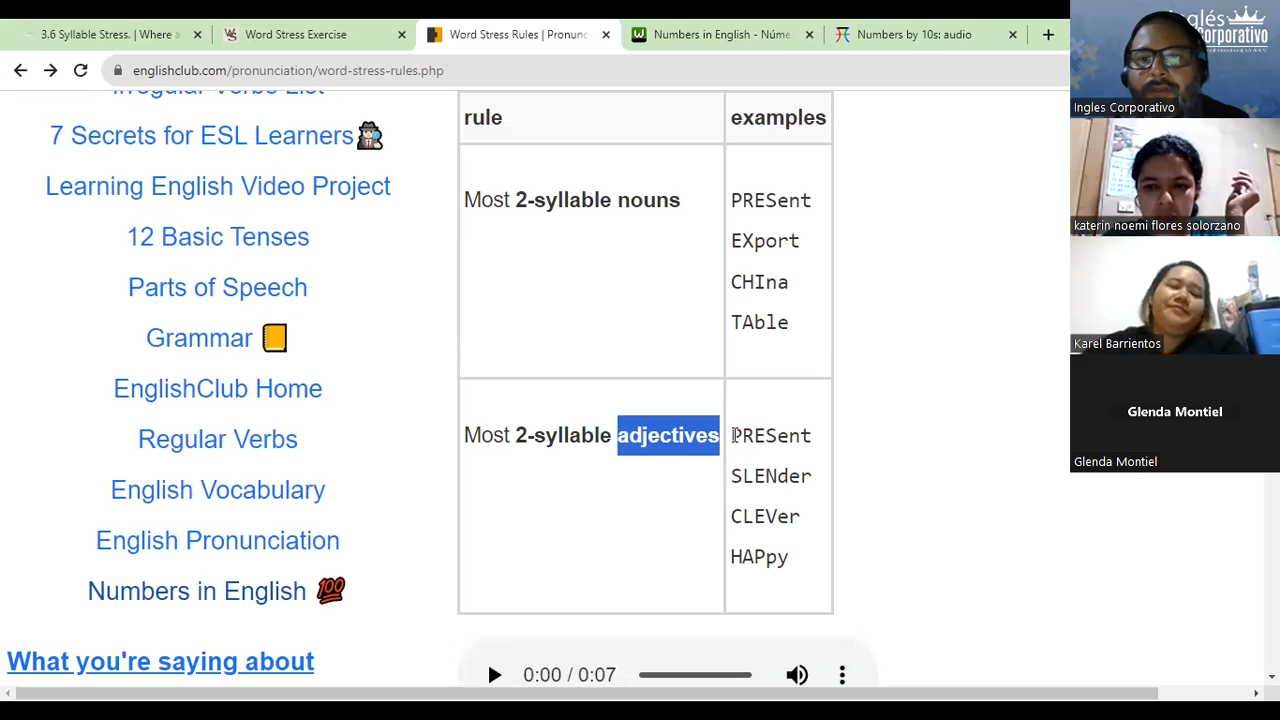 3.6 Syllable Stress. | Where a
Word Stress Exercise
Word Stress Rules | Pronunc
Numbers in English - Núme
Numbers by 10s: audio
englishclub.com/pronunciation/word-stress-rules.php
Irregular Verbs List
7 Secrets for ESL Learners
Learning English Video Project
12 Basic Tenses
Parts of Speech
Grammar
EnglishClub Home
Regular Verbs
English Vocabulary
English Pronunciation
Numbers in English 💯
What you're saying about
rule
examples
Most 2-syllable nouns
PRESent
EXport
CHIna
TAble
Most 2-syllable adjectives
PRESent
SLENder
CLEVer
HAPpy
0:00 / 0:07
Inglés
Corporativo
Ingles Corporativo
katerin noemi flores solorzano
Karel Barrientos
Glenda Montiel
Glenda Montiel